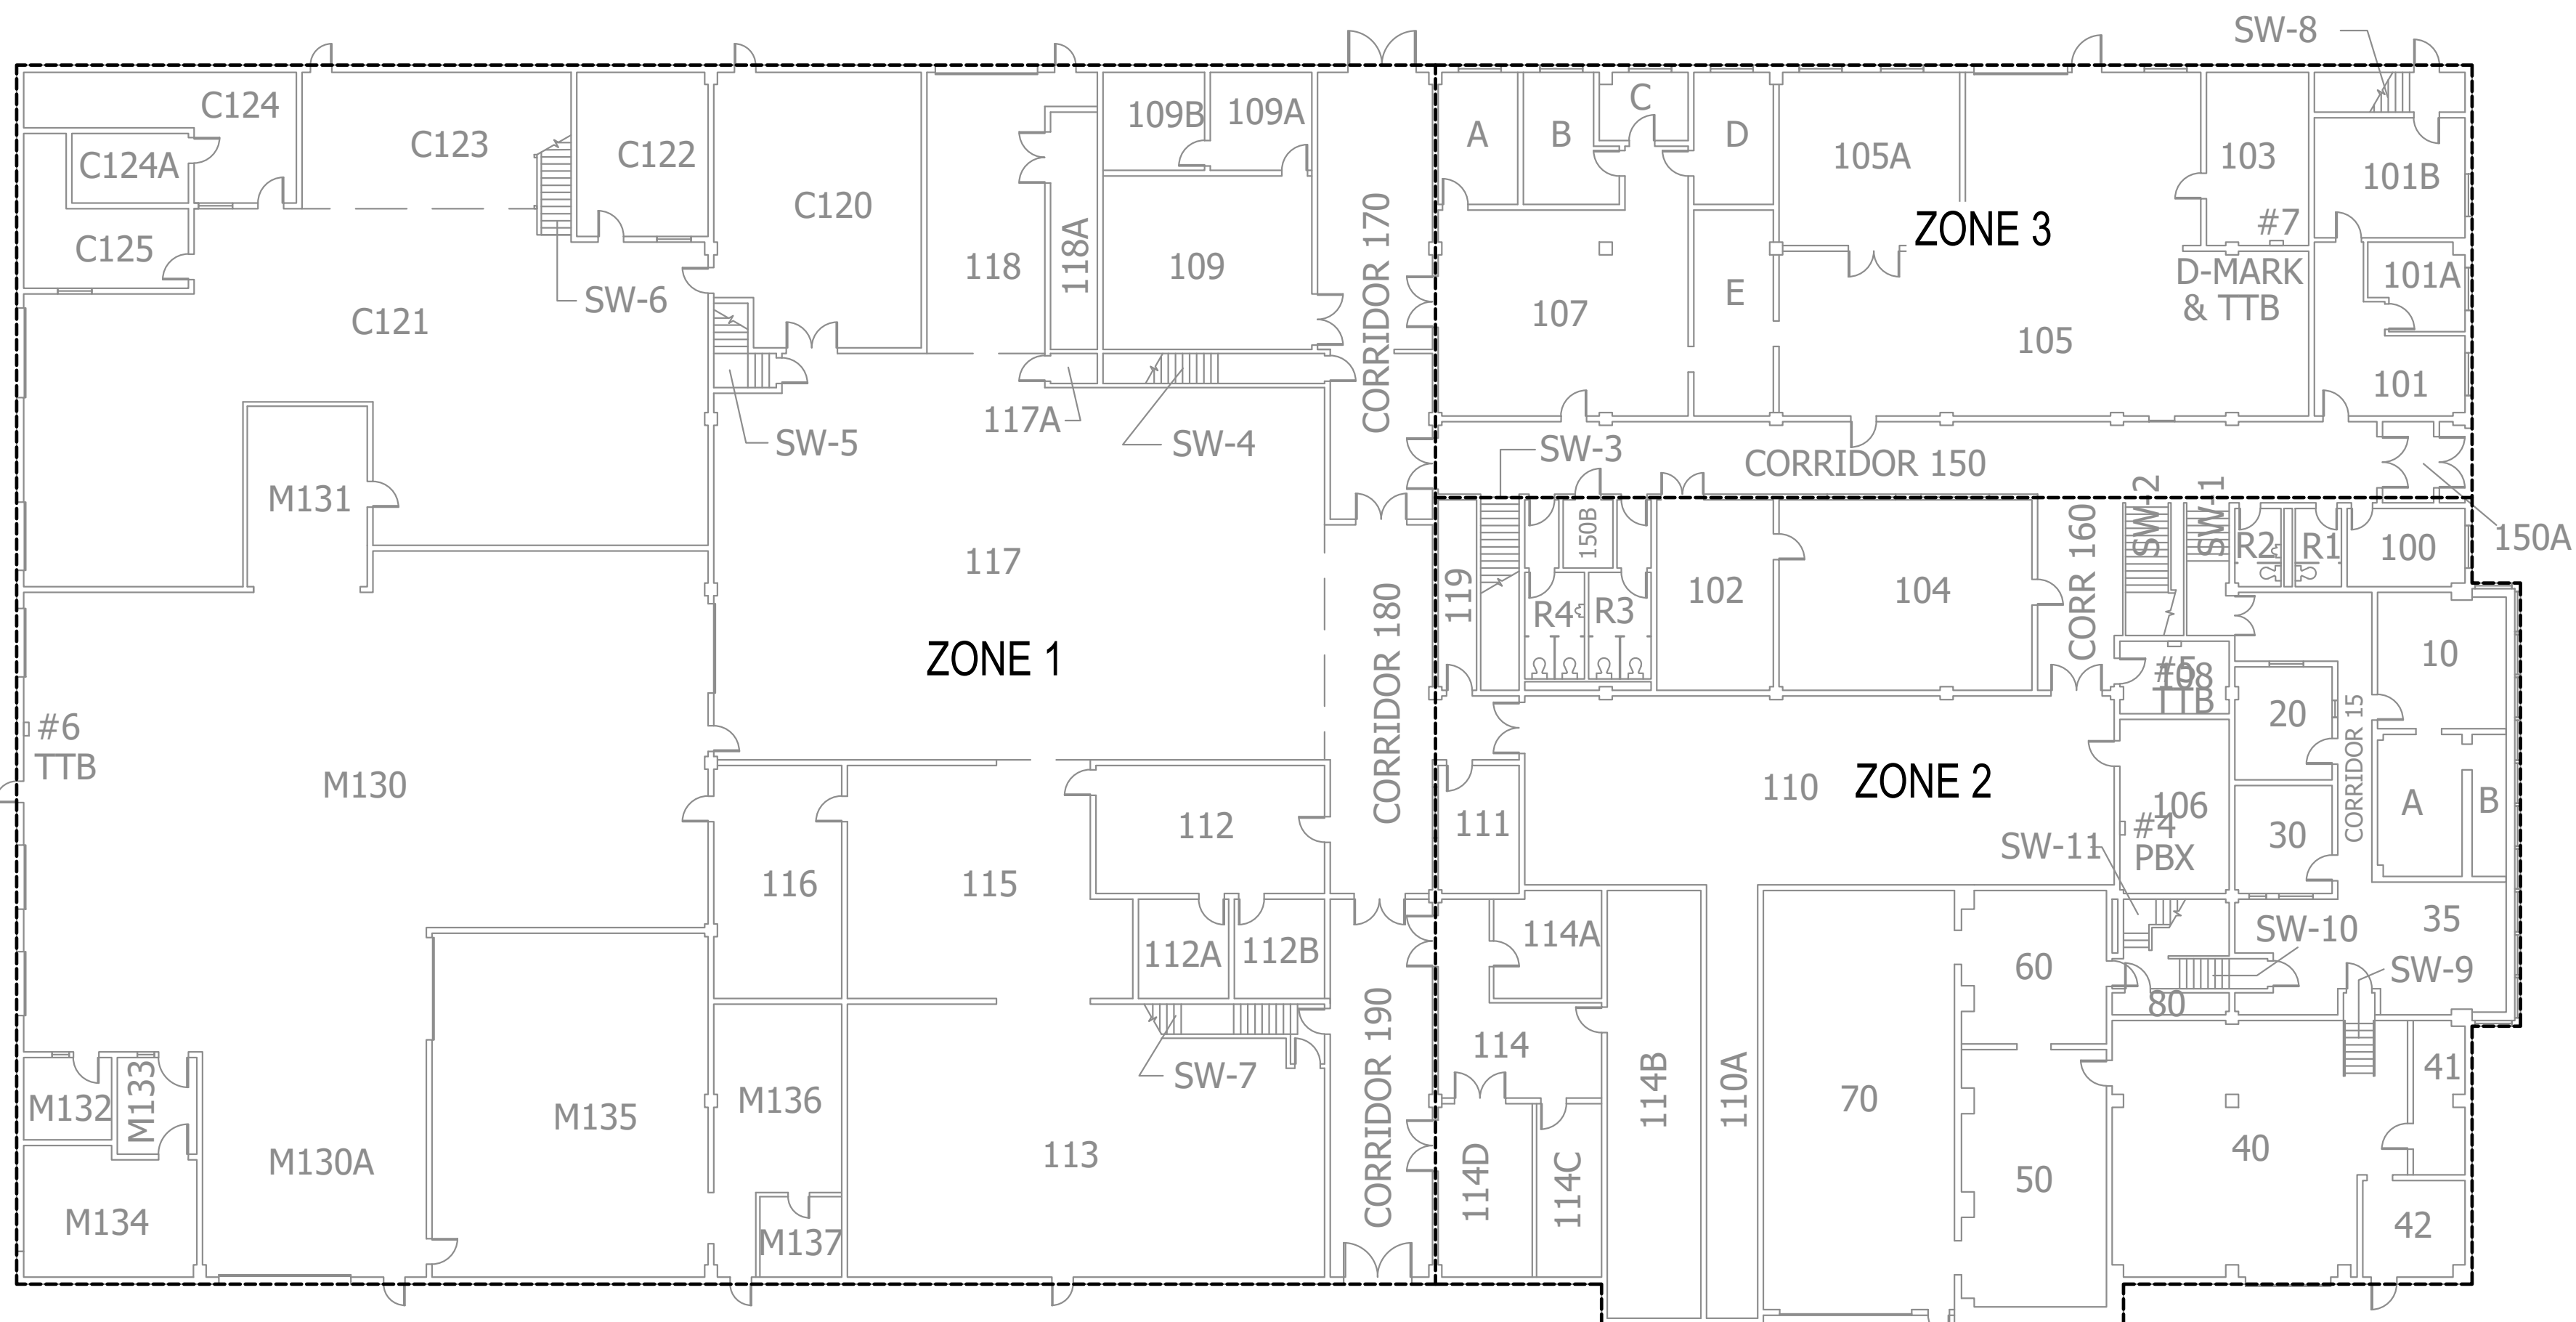 SW-8
C124
C124A
C123
C122
C125
C121
SW-6
C120
118
118A
109B
109A
109
CORRIDOR 170
SW-5
117A
SW-4
M131
117
ZONE 1
CORRIDOR 180
#6
TTB
M130
116
115
112
112A
112B
SW-7
CORRIDOR 190
M132
M133
M134
M130A
M135
M136
M137
113
A
B
C
D
E
105A
103
101B
#7
ZONE 3
D-MARK
& TTB
101A
107
105
101
SW-3
CORRIDOR 150
150A
119
150B
R4
R3
102
104
CORR 160
SW-2
SW-1
R2
R1
100
#5
108
TTB
10
20
CORRIDOR 15
110
ZONE 2
111
106
#4
PBX
SW-11
30
A
B
35
SW-10
SW-9
114A
114
114B
110A
114D
114C
70
60
50
80
40
41
42